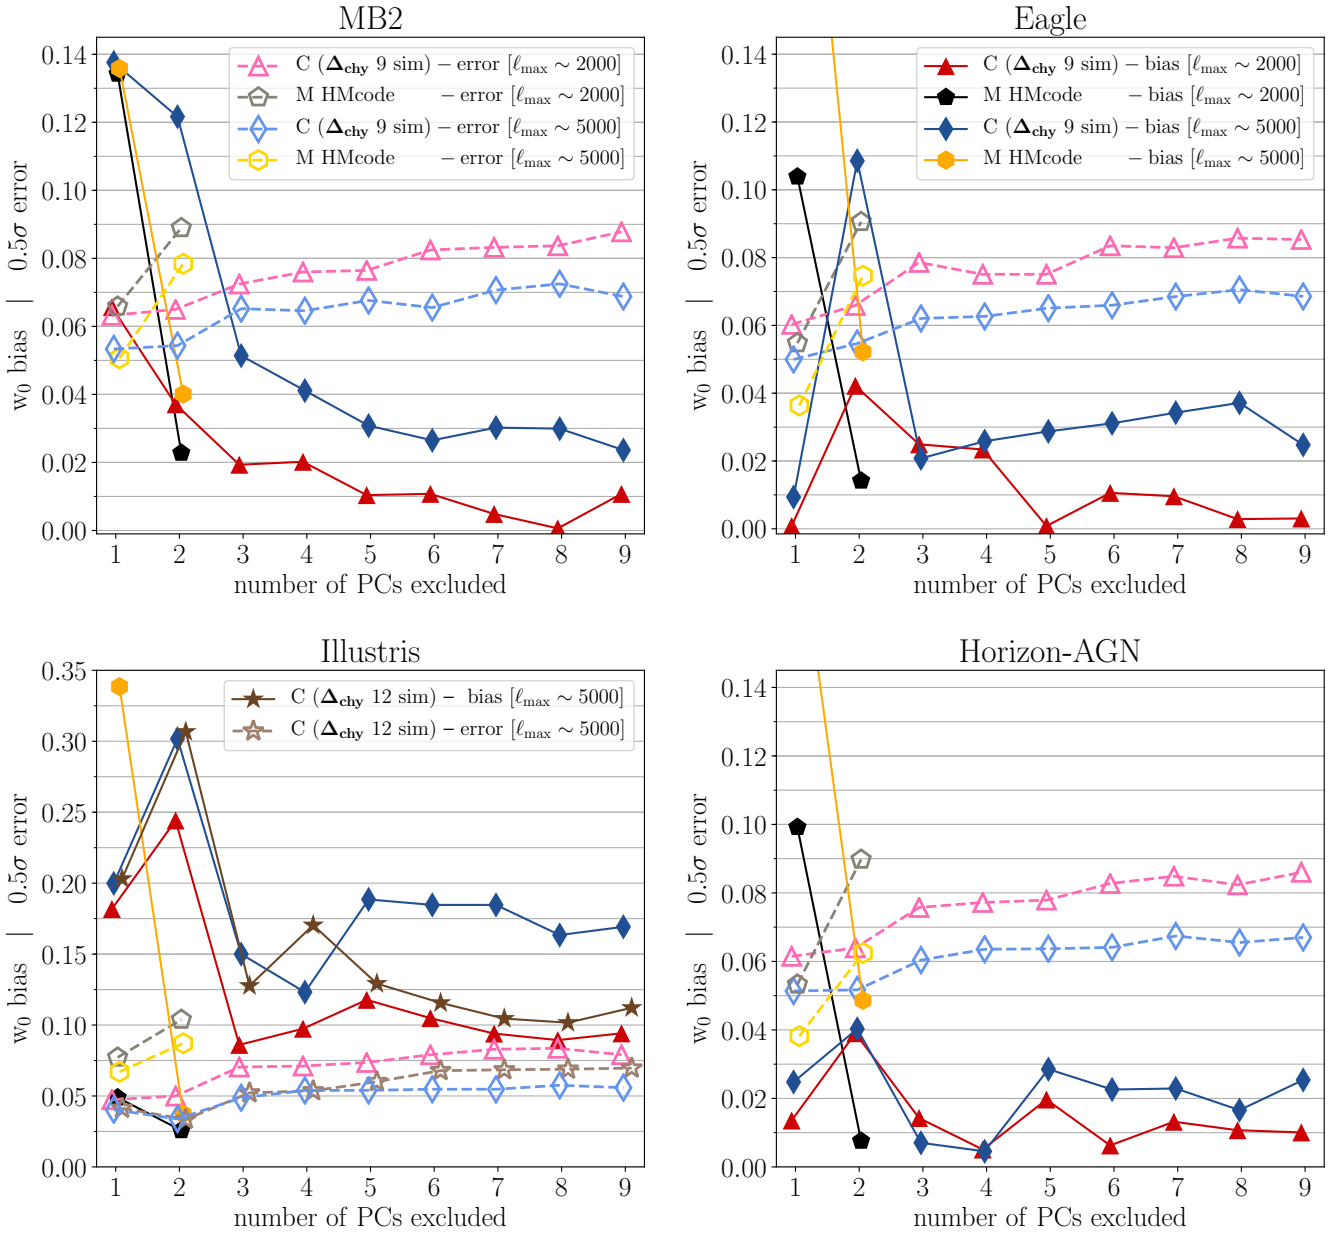 MB2
w₀ bias | 0.5σ error
0.14
0.12
0.10
0.08
0.06
0.04
0.02
0.00
C (Δchy 9 sim) − error [ℓmax ∼ 2000]
M HMcode − error [ℓmax ∼ 2000]
C (Δchy 9 sim) − error [ℓmax ∼ 5000]
M HMcode − error [ℓmax ∼ 5000]
1 2 3 4 5 6 7 8 9
number of PCs excluded
Eagle
w₀ bias | 0.5σ error
0.14
0.12
0.10
0.08
0.06
0.04
0.02
0.00
C (Δchy 9 sim) − bias [ℓmax ∼ 2000]
M HMcode − bias [ℓmax ∼ 2000]
C (Δchy 9 sim) − bias [ℓmax ∼ 5000]
M HMcode − bias [ℓmax ∼ 5000]
1 2 3 4 5 6 7 8 9
number of PCs excluded
Illustris
w₀ bias | 0.5σ error
0.35
0.30
0.25
0.20
0.15
0.10
0.05
0.00
C (Δchy 12 sim) − bias [ℓmax ∼ 5000]
C (Δchy 12 sim) − error [ℓmax ∼ 5000]
1 2 3 4 5 6 7 8 9
number of PCs excluded
Horizon-AGN
w₀ bias | 0.5σ error
0.14
0.12
0.10
0.08
0.06
0.04
0.02
0.00
1 2 3 4 5 6 7 8 9
number of PCs excluded